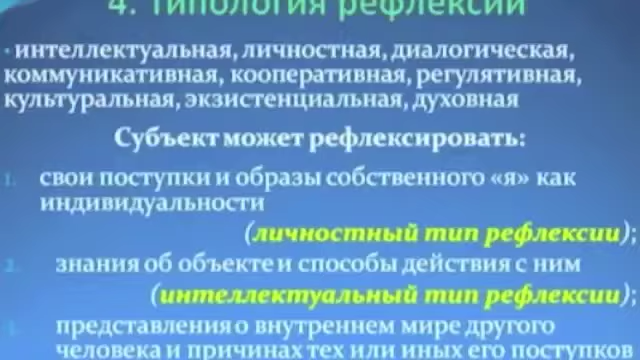 4. Типология рефлексии
• интеллектуальная, личностная, диалогическая,
коммуникативная, кооперативная, регулятивная,
культуральная, экзистенциальная, духовная
Субъект может рефлексировать:
1. свои поступки и образы собственного «я» как
индивидуальности
(личностный тип рефлексии);
2. знания об объекте и способы действия с ним
(интеллектуальный тип рефлексии);
3. представления о внутреннем мире другого
человека и причинах тех или иных его поступков